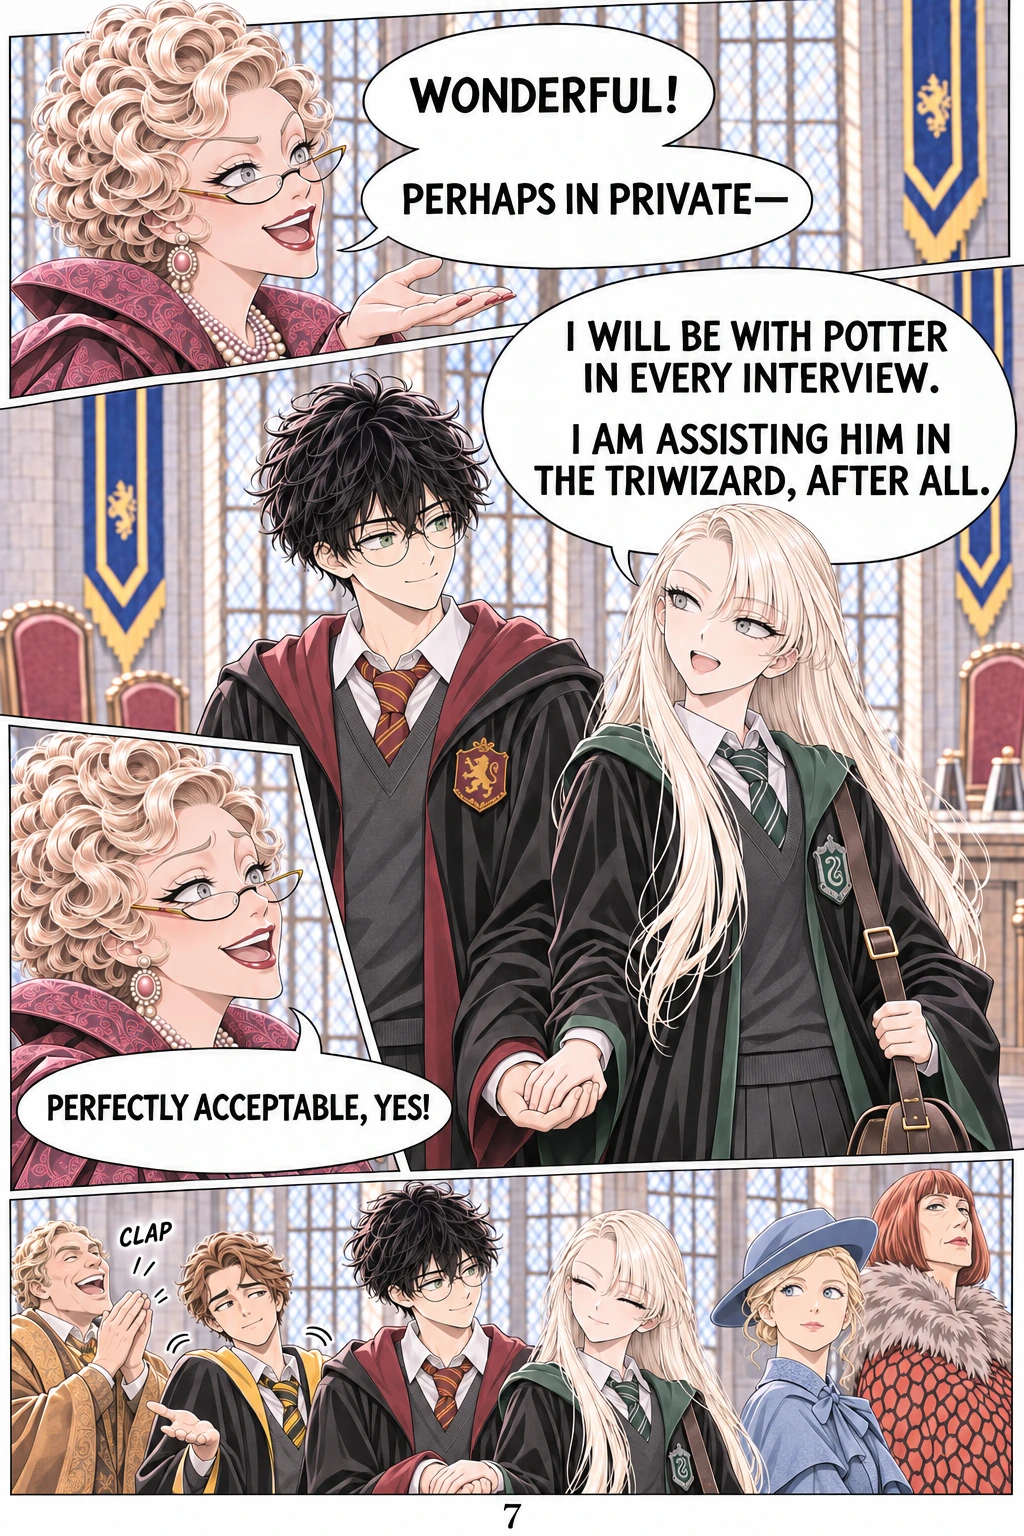 WONDERFUL!
PERHAPS IN PRIVATE—
I WILL BE WITH POTTER
IN EVERY INTERVIEW.
I AM ASSISTING HIM IN
THE TRIWIZARD, AFTER ALL.
PERFECTLY ACCEPTABLE, YES!
CLAP
7